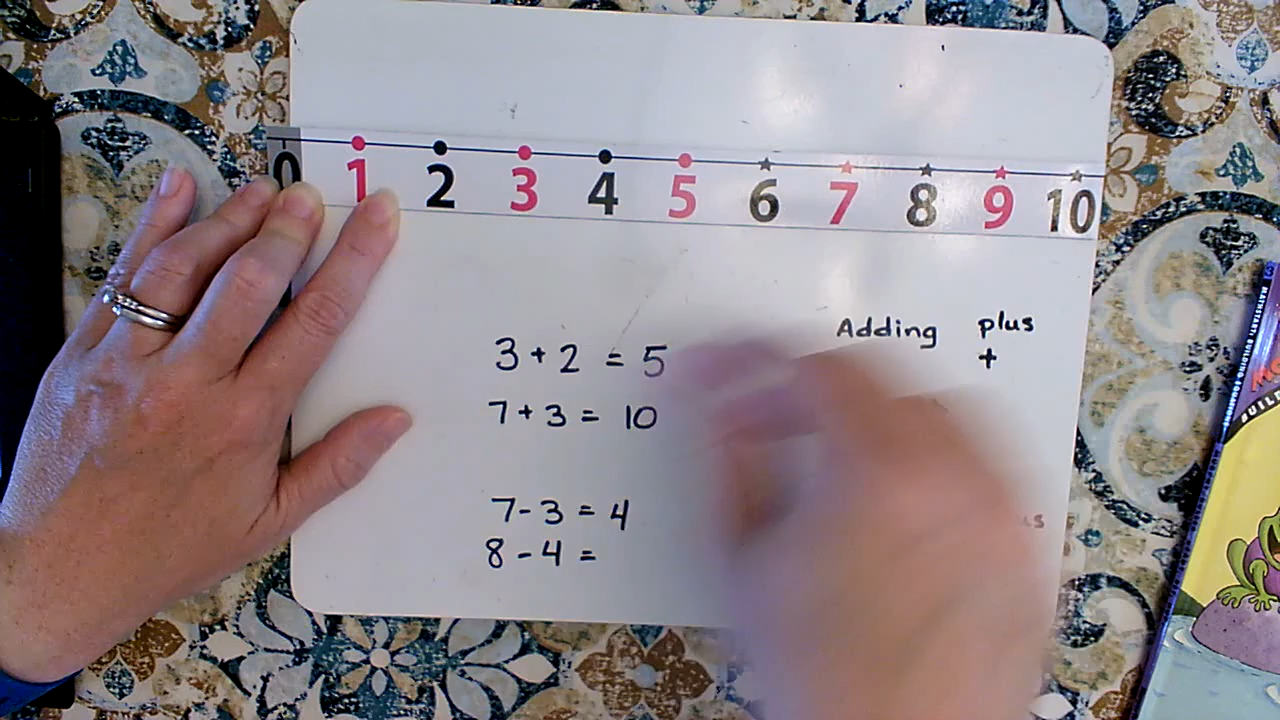 0 1 2 3 4 5 6 7 8 9 10
Adding plus
3 + 2 = 5 +
7 + 3 = 10
7 - 3 = 4
8 - 4 =
MATHSTART